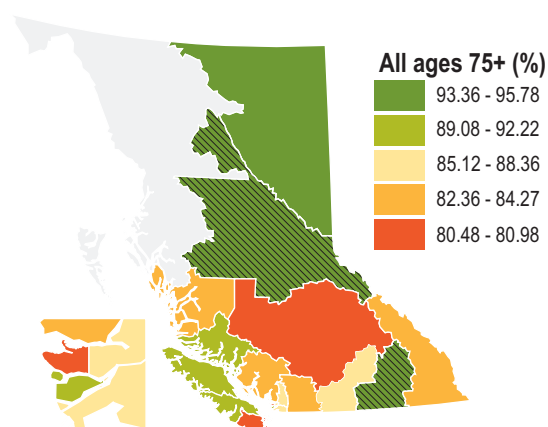 All ages 75+ (%)
93.36 - 95.78
89.08 - 92.22
85.12 - 88.36
82.36 - 84.27
80.48 - 80.98